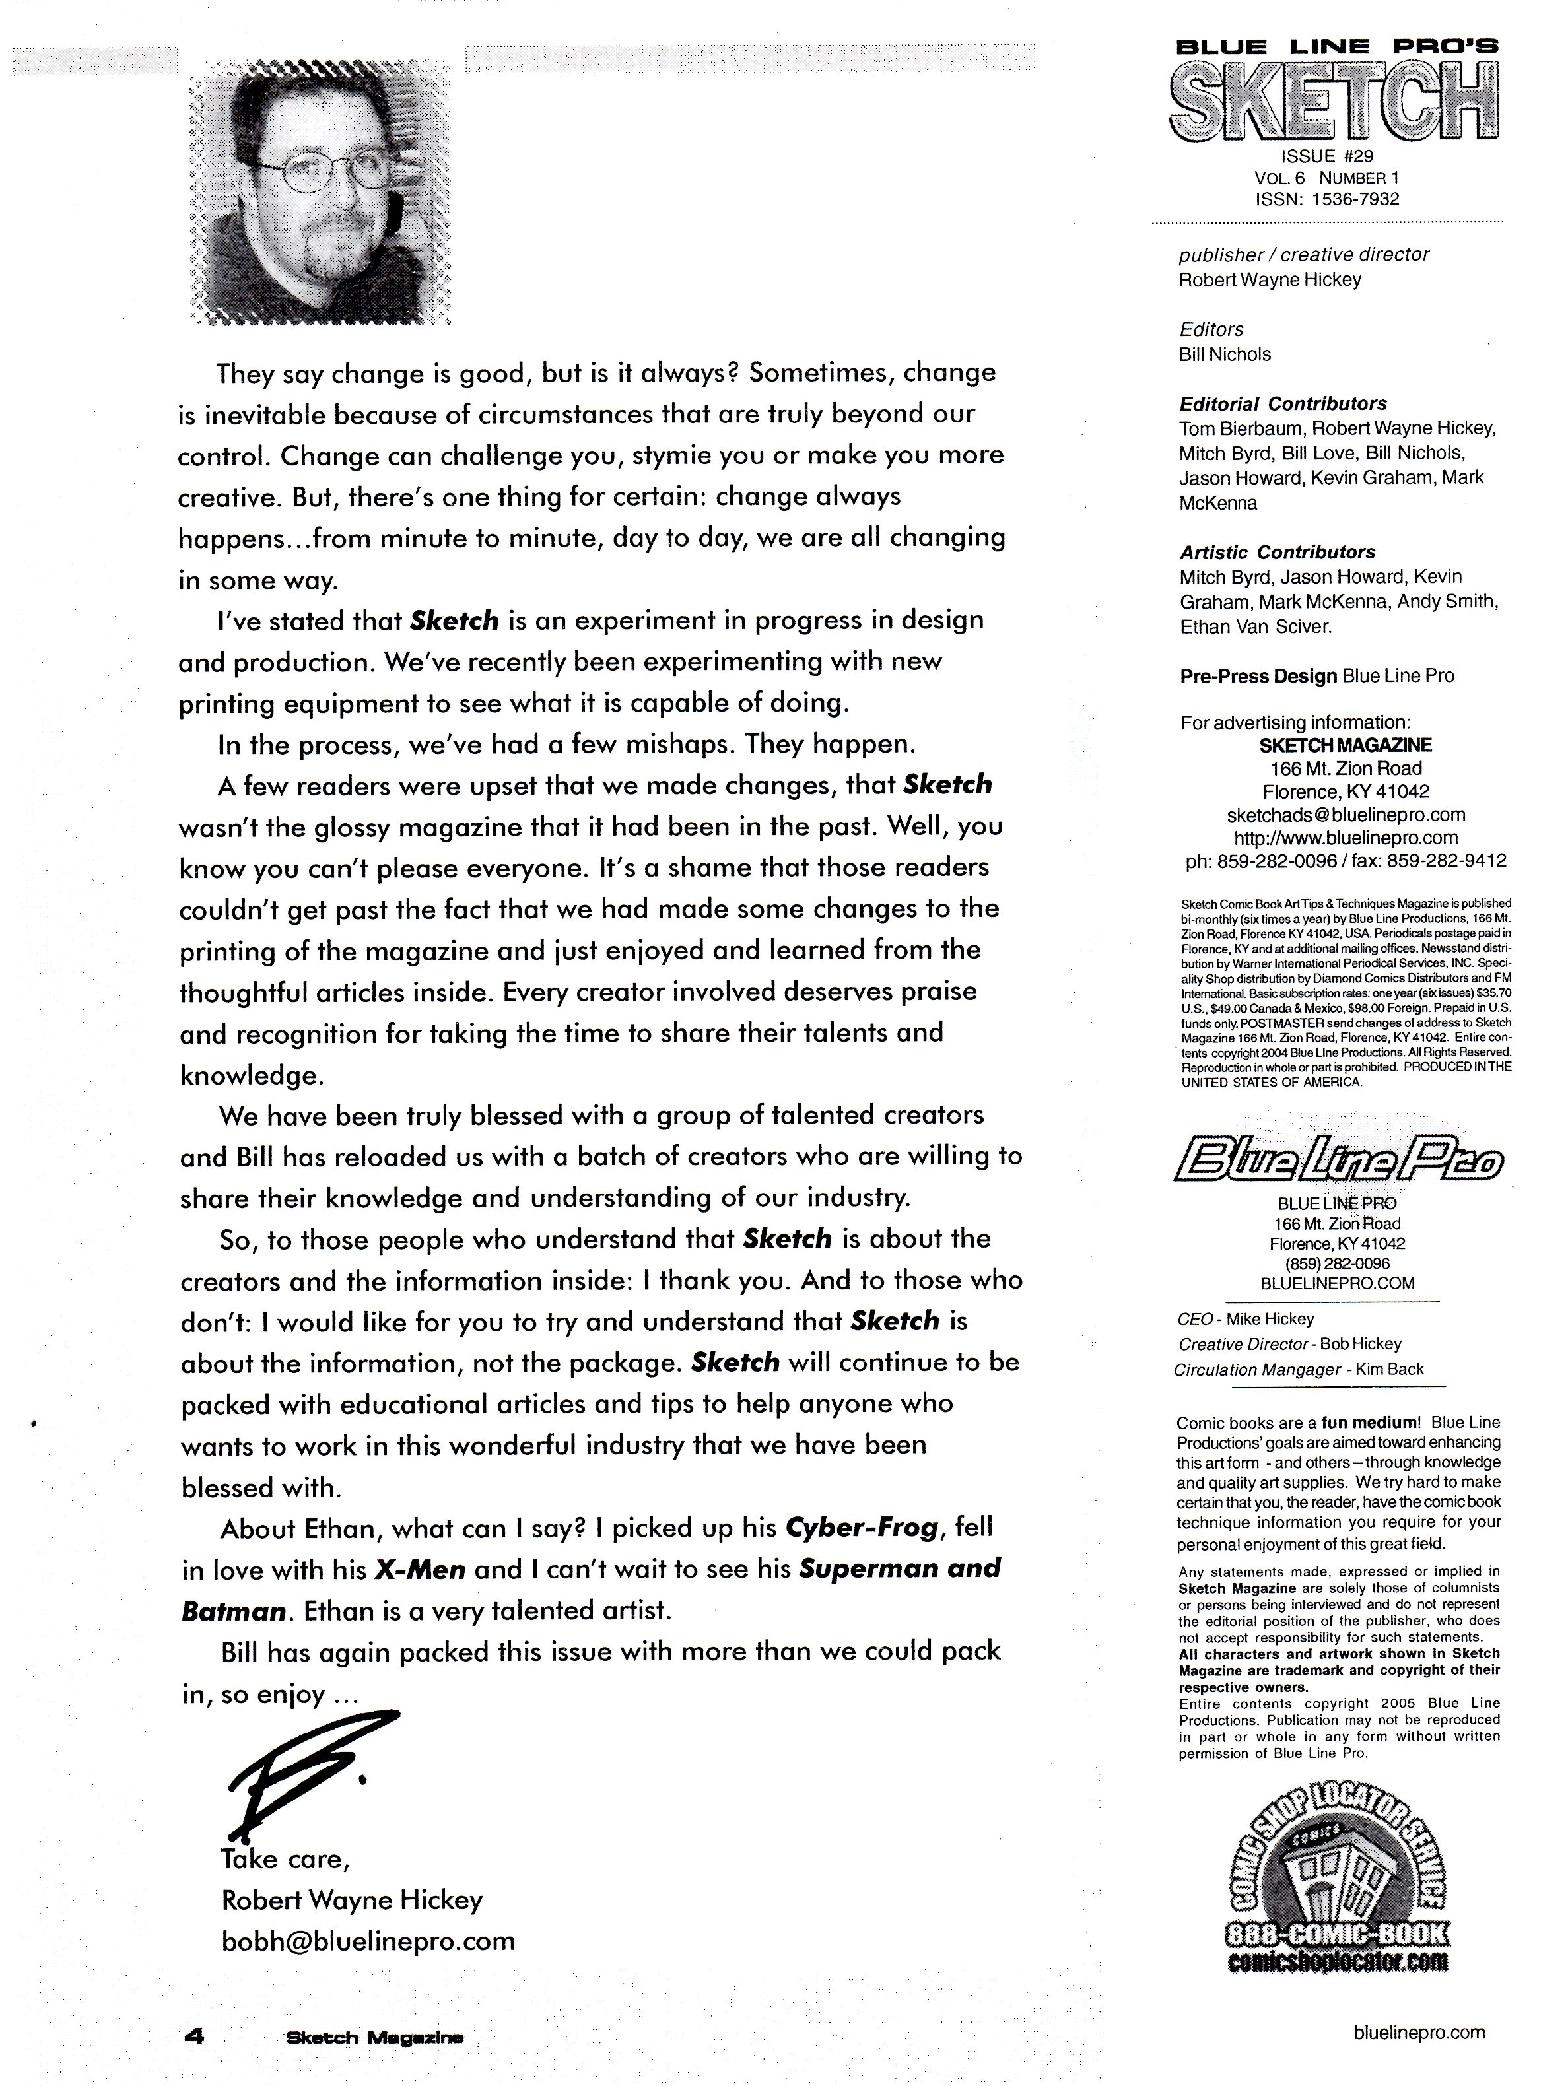 They say change is good, but is it always? Sometimes, change
is inevitable because of circumstances that are truly beyond our
control. Change can challenge you, stymie you or make you more
creative. But, there's one thing for certain: change always
happens...from minute to minute, day to day, we are all changing
in some way.
I've stated that Sketch is an experiment in progress in design
and production. We've recently been experimenting with new
printing equipment to see what it is capable of doing.
In the process, we've had a few mishaps. They happen.
A few readers were upset that we made changes, that Sketch
wasn't the glossy magazine that it had been in the past. Well, you
know you can't please everyone. It's a shame that those readers
couldn't get past the fact that we had made some changes to the
printing of the magazine and just enjoyed and learned from the
thoughtful articles inside. Every creator involved deserves praise
and recognition for taking the time to share their talents and
knowledge.
We have been truly blessed with a group of talented creators
and Bill has reloaded us with a batch of creators who are willing to
share their knowledge and understanding of our industry.
So, to those people who understand that Sketch is about the
creators and the information inside: I thank you. And to those who
don't: I would like for you to try and understand that Sketch is
about the information, not the package. Sketch will continue to be
packed with educational articles and tips to help anyone who
wants to work in this wonderful industry that we have been
blessed with.
About Ethan, what can I say? I picked up his Cyber-Frog, fell
in love with his X-Men and I can't wait to see his Superman and
Batman. Ethan is a very talented artist.
Bill has again packed this issue with more than we could pack
in, so enjoy ...
B.
Take care,
Robert Wayne Hickey
bobh@bluelinepro.com
4 Sketch Magazine
BLUE LINE PRO'S
SKETCH
ISSUE #29
VOL. 6 NUMBER 1
ISSN: 1536-7932
publisher / creative director
Robert Wayne Hickey
Editors
Bill Nichols
Editorial Contributors
Tom Bierbaum, Robert Wayne Hickey,
Mitch Byrd, Bill Love, Bill Nichols,
Jason Howard, Kevin Graham, Mark
McKenna
Artistic Contributors
Mitch Byrd, Jason Howard, Kevin
Graham, Mark McKenna, Andy Smith,
Ethan Van Sciver.
Pre-Press Design Blue Line Pro
For advertising information:
SKETCH MAGAZINE
166 Mt. Zion Road
Florence, KY 41042
sketchads@bluelinepro.com
http://www.bluelinepro.com
ph: 859-282-0096 / fax: 859-282-9412
Sketch Comic Book Art Tips & Techniques Magazine is published
bi-monthly (six times a year) by Blue Line Productions, 166 Mt.
Zion Road, Florence KY 41042, USA. Periodicals postage paid in
Florence, KY and at additional mailing offices. Newsstand distri-
bution by Warner International Periodical Services, INC. Speci-
ality Shop distribution by Diamond Comics Distributors and FM
International. Basic subscription rates: one year (six issues) $35.70
U.S., $49.00 Canada & Mexico, $98.00 Foreign. Prepaid in U.S.
funds only. POSTMASTER send changes of address to Sketch
Magazine 166 Mt. Zion Road, Florence, KY 41042. Entire con-
tents copyright 2004 Blue Line Productions. All Rights Reserved.
Reproduction in whole or part is prohibited. PRODUCED IN THE
UNITED STATES OF AMERICA.
Blue Line Pro
BLUE LINE PRO
166 Mt. Zion Road
Florence, KY 41042
(859) 282-0096
BLUELINEPRO.COM
CEO - Mike Hickey
Creative Director - Bob Hickey
Circulation Mangager - Kim Back
Comic books are a fun medium! Blue Line
Productions' goals are aimed toward enhancing
this art form - and others – through knowledge
and quality art supplies. We try hard to make
certain that you, the reader, have the comic book
technique information you require for your
personal enjoyment of this great field.
Any statements made, expressed or implied in
Sketch Magazine are solely those of columnists
or persons being interviewed and do not represent
the editorial position of the publisher, who does
not accept responsibility for such statements.
All characters and artwork shown in Sketch
Magazine are trademark and copyright of their
respective owners.
Entire contents copyright 2005 Blue Line
Productions. Publication may not be reproduced
in part or whole in any form without written
permission of Blue Line Pro.
COMIC SHOP LOCATOR SERVICE
COMICS
888-COMIC-BOOK
comicshoplocator.com
bluelinepro.com